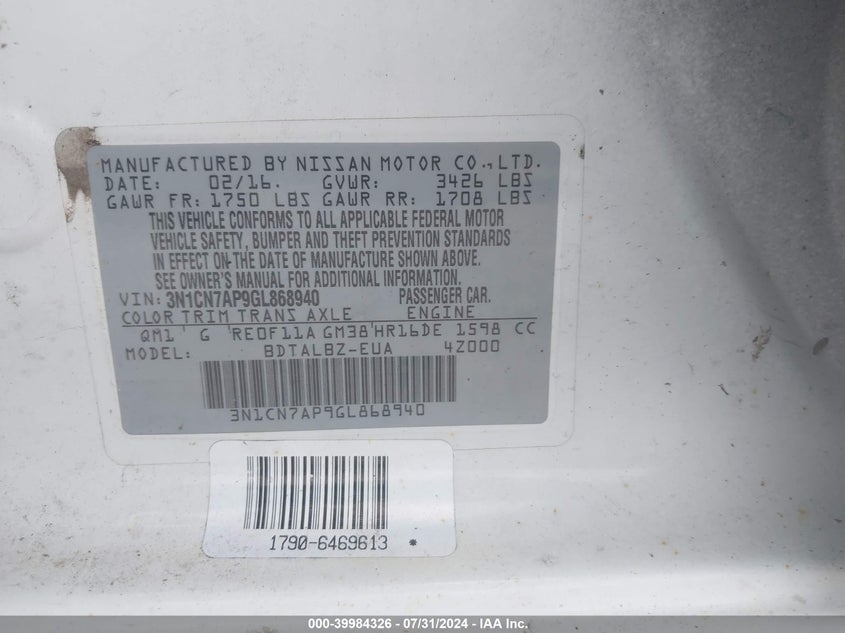 MANUFACTURED BY NISSAN MOTOR CO., LTD.
DATE: 02/16. GVWR: 3426 LBS
GAWR FR: 1750 LBS GAWR RR: 1708 LBS
THIS VEHICLE CONFORMS TO ALL APPLICABLE FEDERAL MOTOR
VEHICLE SAFETY, BUMPER AND THEFT PREVENTION STANDARDS
IN EFFECT ON THE DATE OF MANUFACTURE SHOWN ABOVE.
SEE OWNER'S MANUAL FOR ADDITIONAL INFORMATION.
VIN: 3N1CN7AP9GL868940 PASSENGER CAR.
COLOR TRIM TRANS AXLE ENGINE
QM1 ' G 'RE0F11A GM38'HR16DE 1598 CC
MODEL: BDTALBZ-EUA 4Z000
3N1CN7AP9GL868940
1790-6469613 *
000-39984326 - 07/31/2024 - IAA Inc.